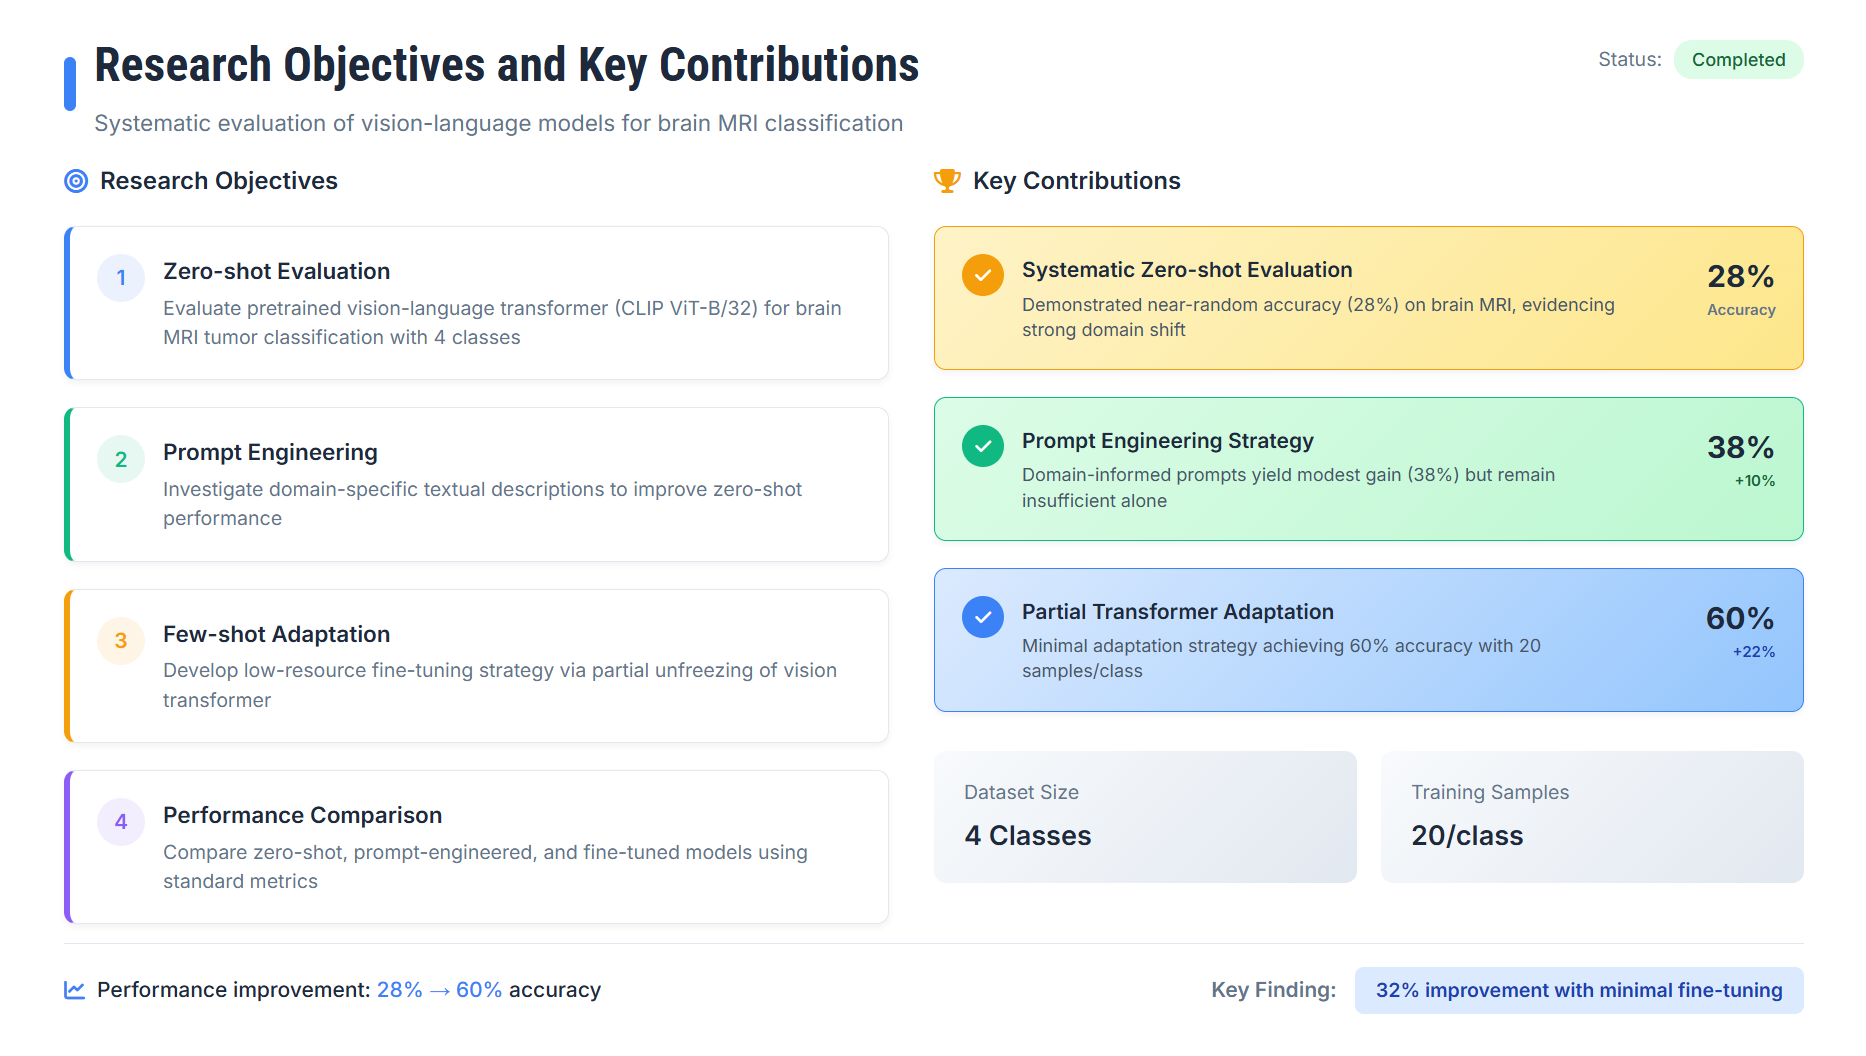 Research Objectives and Key Contributions
Systematic evaluation of vision-language models for brain MRI classification
Status:
Completed
Research Objectives
1
Zero-shot Evaluation
Evaluate pretrained vision-language transformer (CLIP ViT-B/32) for brain
MRI tumor classification with 4 classes
2
Prompt Engineering
Investigate domain-specific textual descriptions to improve zero-shot
performance
3
Few-shot Adaptation
Develop low-resource fine-tuning strategy via partial unfreezing of vision
transformer
4
Performance Comparison
Compare zero-shot, prompt-engineered, and fine-tuned models using
standard metrics
Key Contributions
Systematic Zero-shot Evaluation
Demonstrated near-random accuracy (28%) on brain MRI, evidencing
strong domain shift
28%
Accuracy
Prompt Engineering Strategy
Domain-informed prompts yield modest gain (38%) but remain
insufficient alone
38%
+10%
Partial Transformer Adaptation
Minimal adaptation strategy achieving 60% accuracy with 20
samples/class
60%
+22%
Dataset Size
4 Classes
Training Samples
20/class
Performance improvement: 28% → 60% accuracy
Key Finding:
32% improvement with minimal fine-tuning